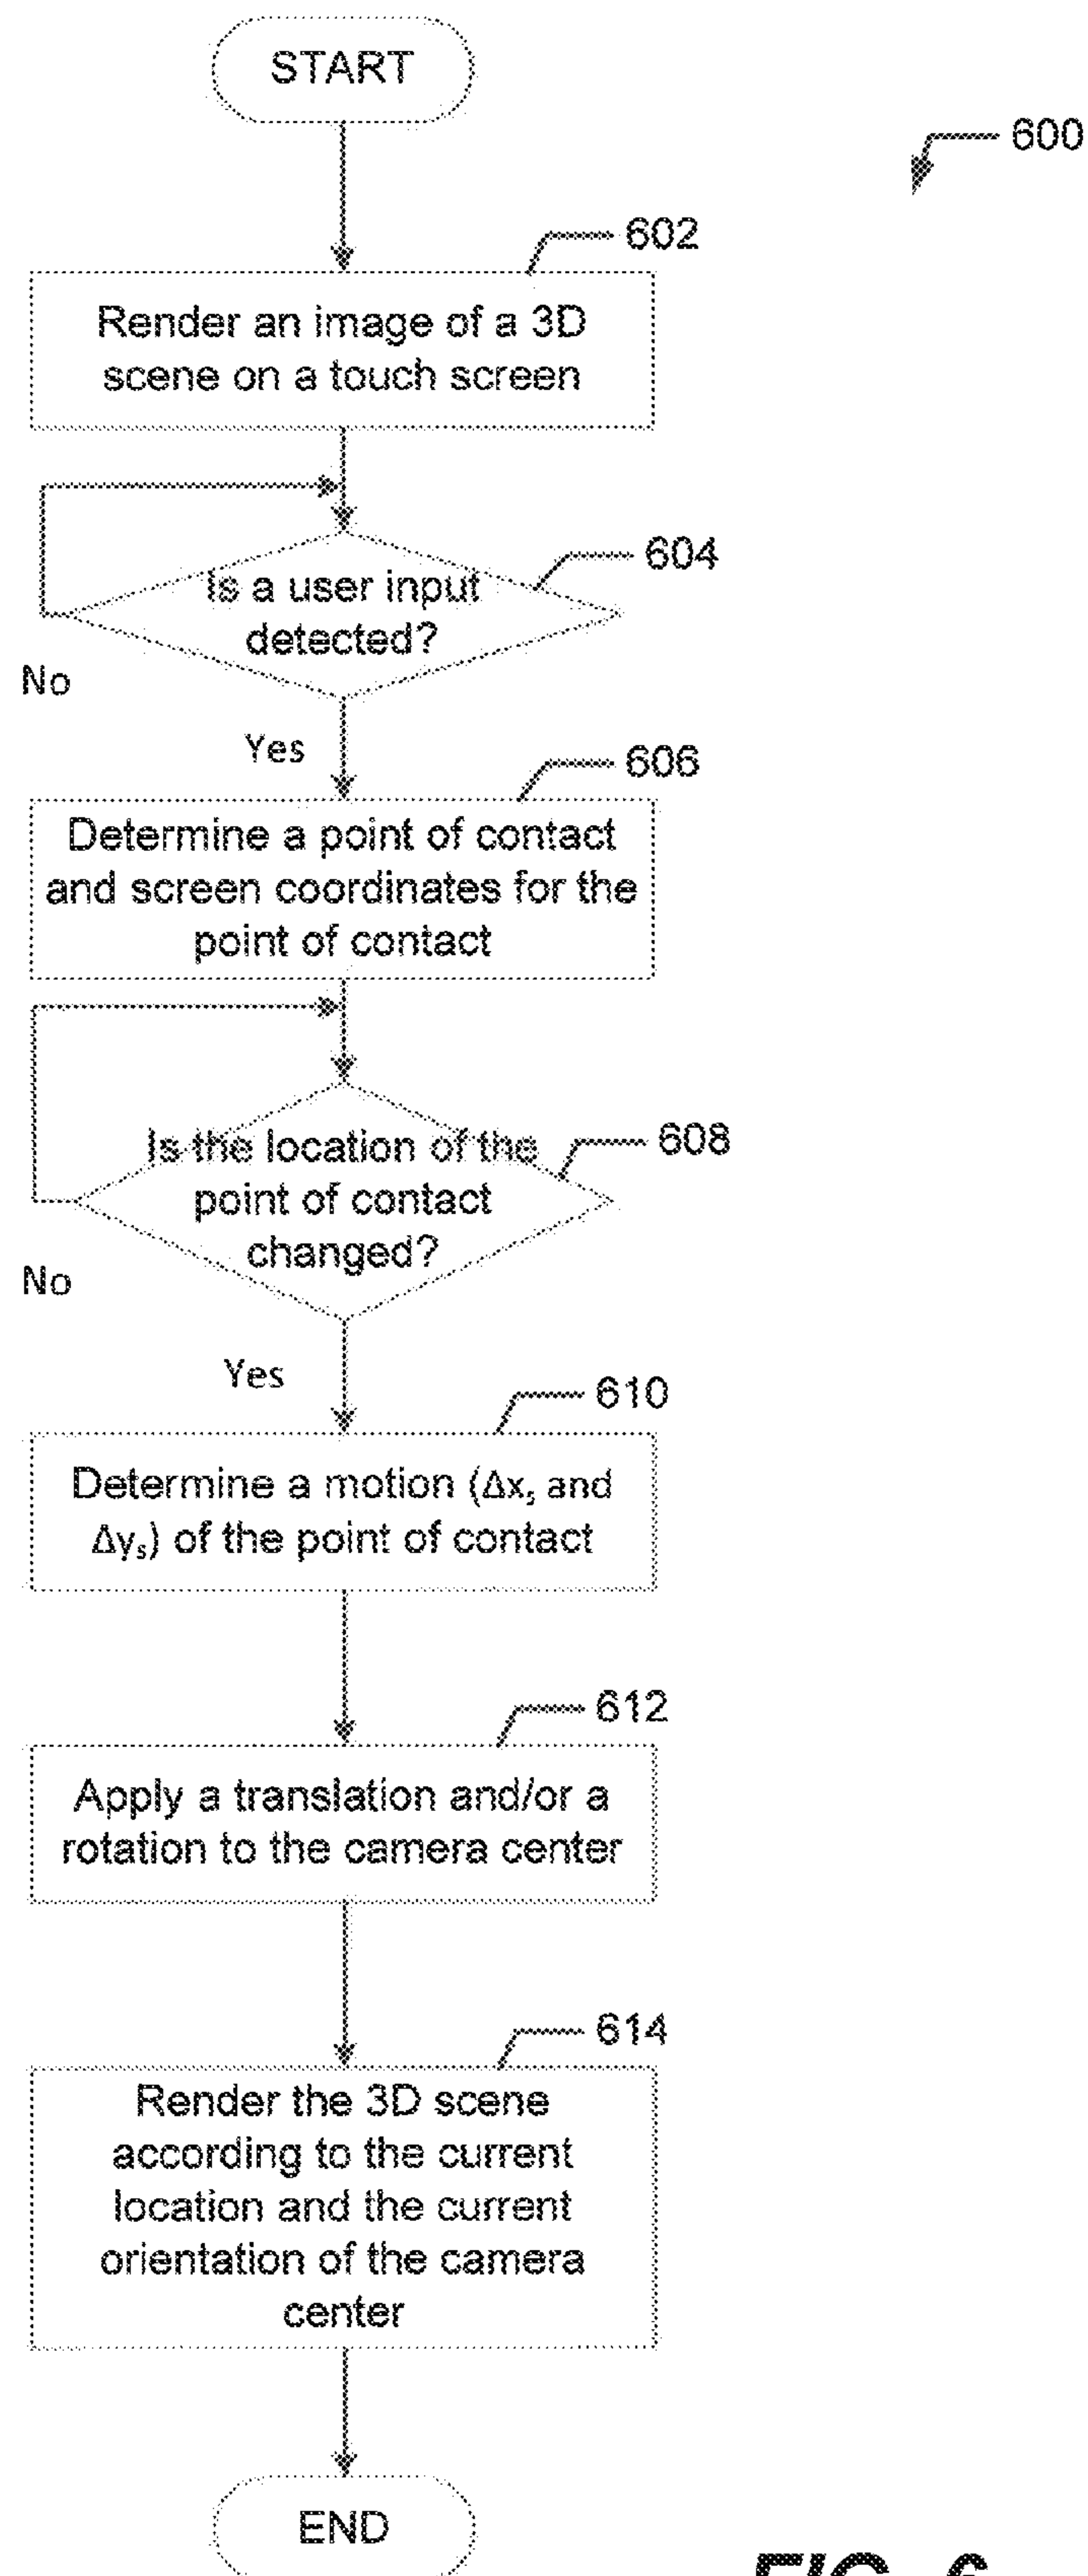 START
600
602
Render an image of a 3D
scene on a touch screen
604
Is a user input
detected?
No
Yes
606
Determine a point of contact
and screen coordinates for the
point of contact
608
Is the location of the
point of contact
changed?
No
Yes
610
Determine a motion (Δxₛ and
Δyₛ) of the point of contact
612
Apply a translation and/or a
rotation to the camera center
614
Render the 3D scene
according to the current
location and the current
orientation of the camera
center
END
FIG. 6